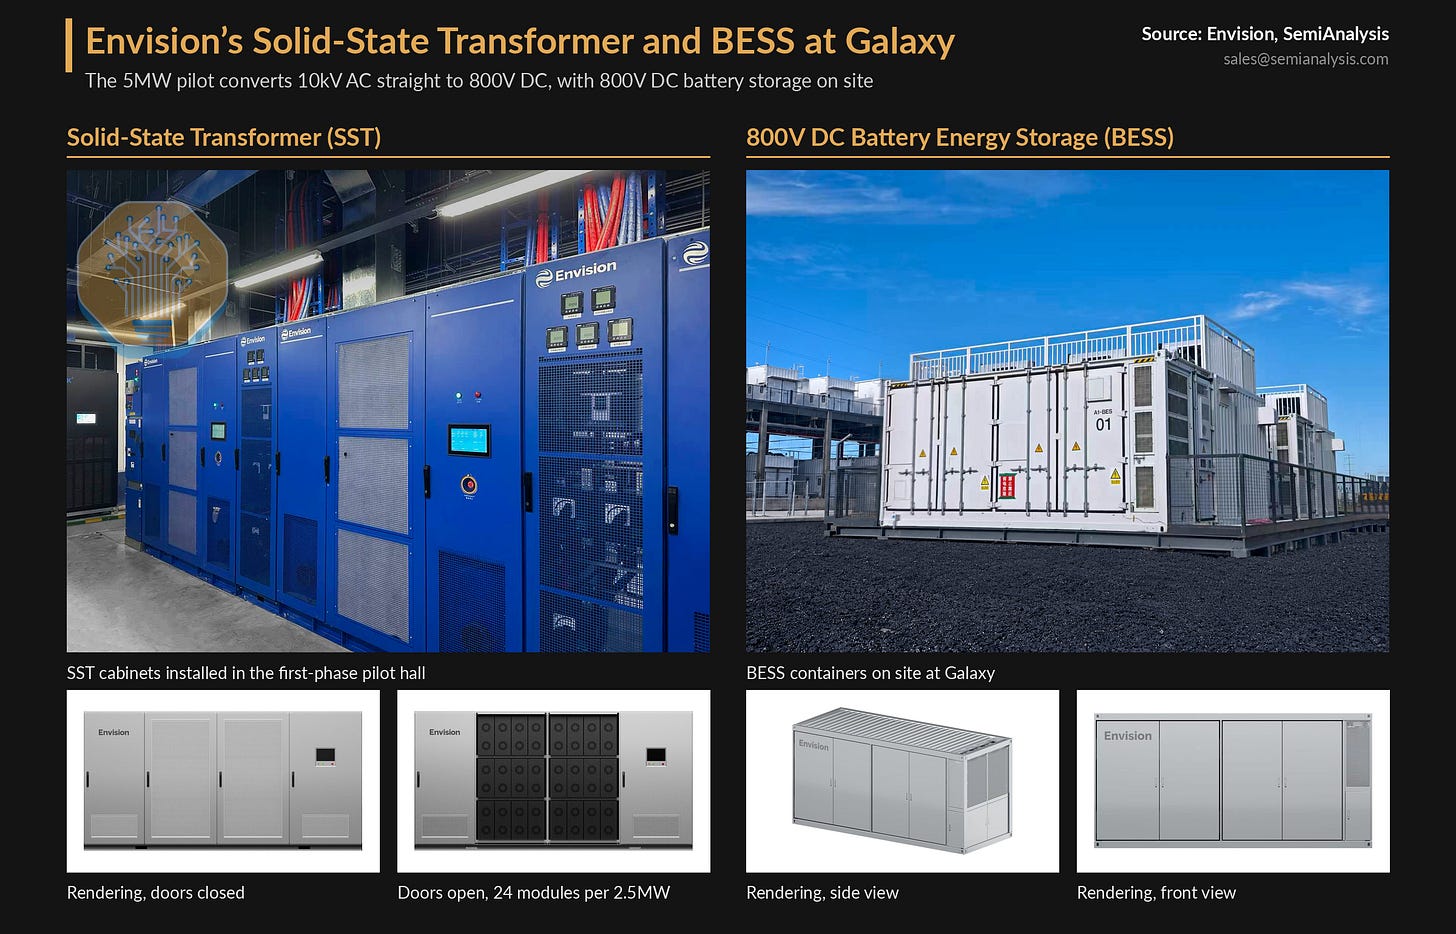 Envision’s Solid-State Transformer and BESS at Galaxy
The 5MW pilot converts 10kV AC straight to 800V DC, with 800V DC battery storage on site
Source: Envision, SemiAnalysis
sales@semianalysis.com
Solid-State Transformer (SST)
Envision
Envision
Envision
SST cabinets installed in the first-phase pilot hall
Envision
Rendering, doors closed
Envision
Doors open, 24 modules per 2.5MW
800V DC Battery Energy Storage (BESS)
A1-BES
01
BESS containers on site at Galaxy
Envision
Rendering, side view
Envision
Rendering, front view